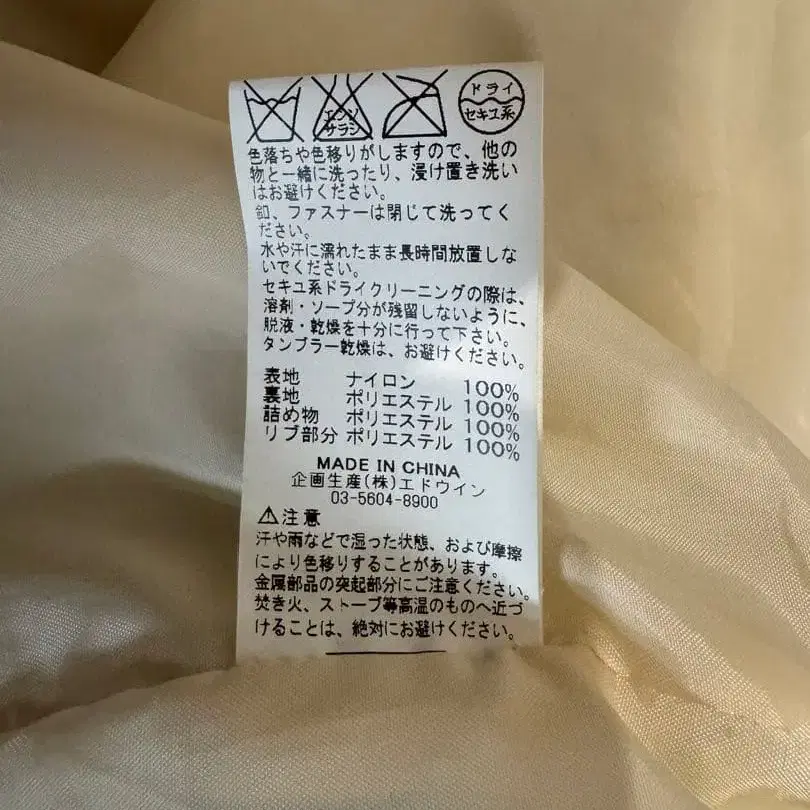 ドライ
エンソ
サラシ
セキユ系
色落ちや色移りがしますので、他の
物と一緒に洗ったり、浸け置き洗い
はお避けください。
釦、ファスナーは閉じて洗ってく
ださい。
水や汗に濡れたまま長時間放置しな
いでください。
セキユ系ドライクリーニングの際は、
溶剤・ソープ分が残留しないように、
脱液・乾燥を十分に行って下さい。
タンブラー乾燥は、お避けください。
表地 ナイロン 100%
裏地 ポリエステル 100%
詰め物 ポリエステル 100%
リブ部分 ポリエステル 100%
MADE IN CHINA
企画生産(株)エドウイン
03-5604-8900
⚠注意
汗や雨などで湿った状態、および摩擦
により色移りすることがあります。
金属部品の突起部分にご注意ください。
焚き火、ストーブ等高温のものへ近づ
けることは、絶対にお避けください。